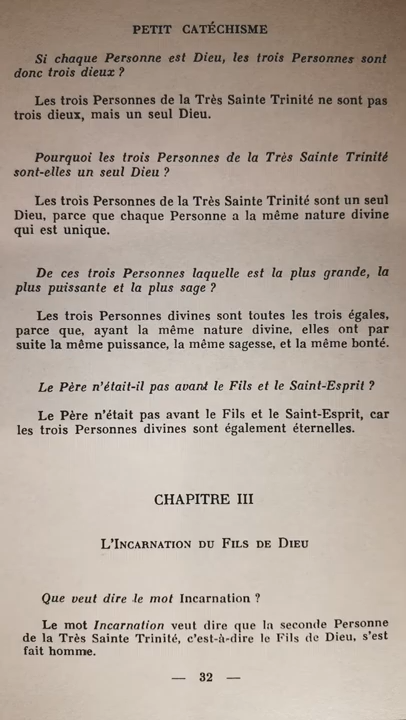 PETIT CATÉCHISME
Si chaque Personne est Dieu, les trois Personnes sont
donc trois dieux ?
Les trois Personnes de la Très Sainte Trinité ne sont pas
trois dieux, mais un seul Dieu.
Pourquoi les trois Personnes de la Très Sainte Trinité
sont-elles un seul Dieu ?
Les trois Personnes de la Très Sainte Trinité sont un seul
Dieu, parce que chaque Personne a la même nature divine
qui est unique.
De ces trois Personnes laquelle est la plus grande, la
plus puissante et la plus sage ?
Les trois Personnes divines sont toutes les trois égales,
parce que, ayant la même nature divine, elles ont par
suite la même puissance, la même sagesse, et la même bonté.
Le Père n'était-il pas avant le Fils et le Saint-Esprit ?
Le Père n'était pas avant le Fils et le Saint-Esprit, car
les trois Personnes divines sont également éternelles.
CHAPITRE III
L'INCARNATION DU FILS DE DIEU
Que veut dire le mot Incarnation ?
Le mot Incarnation veut dire que la seconde Personne
de la Très Sainte Trinité, c'est-à-dire le Fils de Dieu, s'est
fait homme.
— 32 —